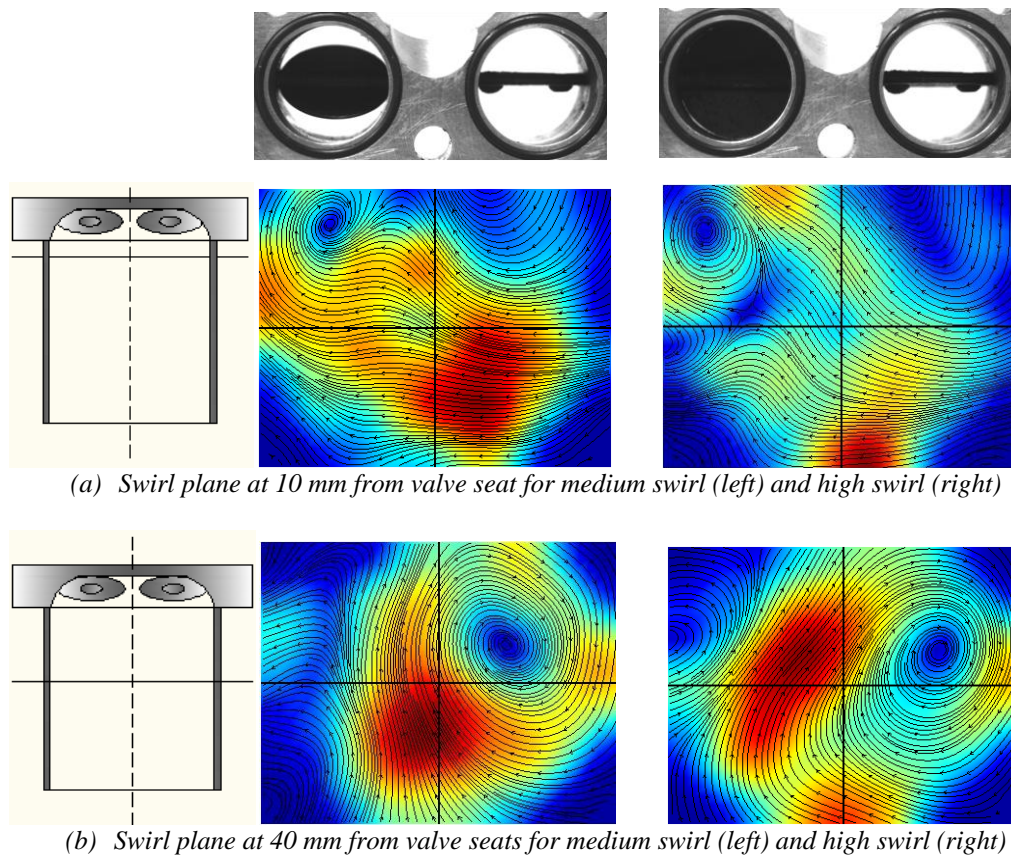 (a) Swirl plane at 10 mm from valve seat for medium swirl (left) and high swirl (right)
(b) Swirl plane at 40 mm from valve seats for medium swirl (left) and high swirl (right)